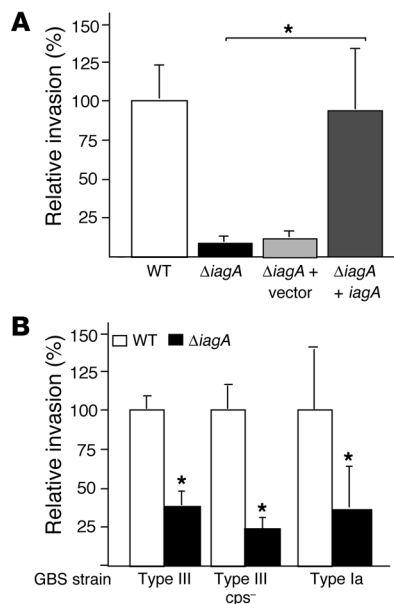 A
Relative invasion (%)
150
125
100
75
50
25
*
WT
ΔiagA
ΔiagA +
vector
ΔiagA
+ iagA
B
Relative invasion (%)
150
125
100
75
50
25
WT ΔiagA
* * *
GBS strain Type III Type III Type Ia
cps⁻